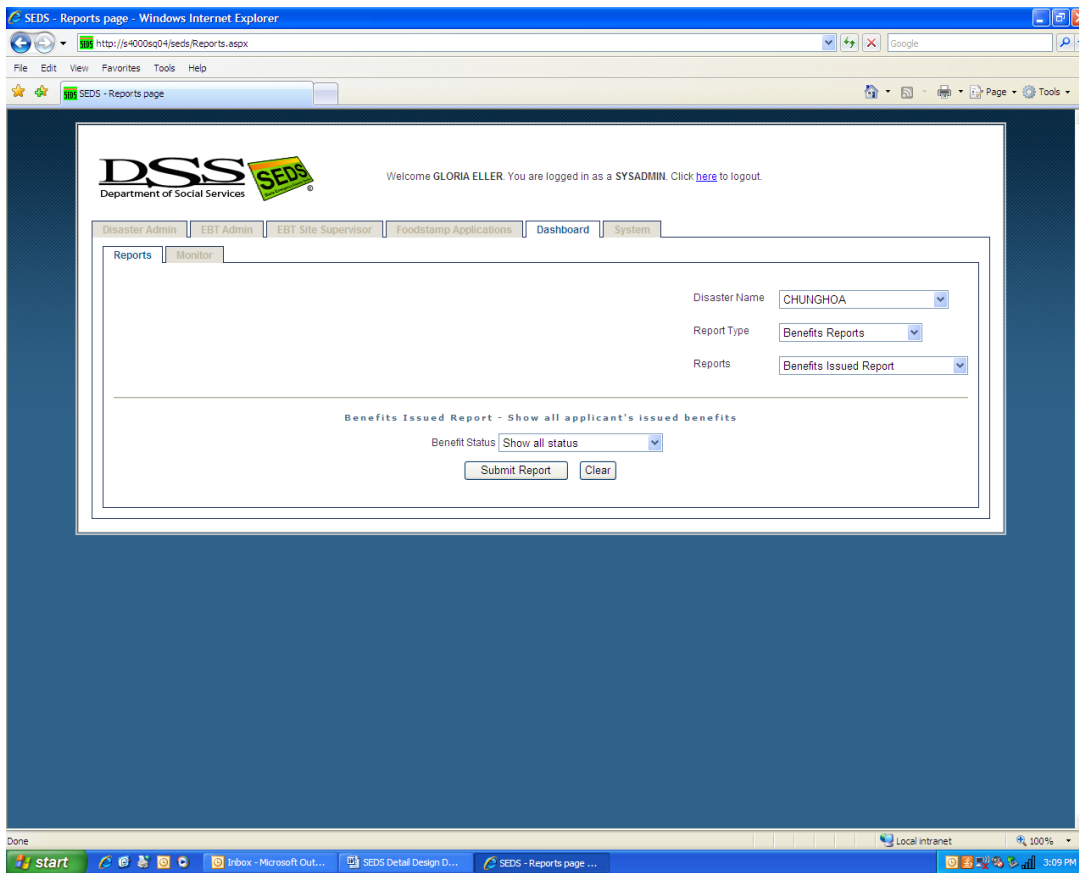 SEDS - Reports page - Windows Internet Explorer
http://s4000sq04/seds/Reports.aspx
Google
File Edit View Favorites Tools Help
SEDS - Reports page
Page Tools
DSS SEDS
Department of Social Services
Welcome GLORIA ELLER. You are logged in as a SYSADMIN. Click here to logout.
Disaster Admin EBT Admin EBT Site Supervisor Foodstamp Applications Dashboard System
Reports Monitor
Disaster Name CHUNGHOA
Report Type Benefits Reports
Reports Benefits Issued Report
Benefits Issued Report - Show all applicant's issued benefits
Benefit Status Show all status
Submit Report Clear
Done Local intranet 100%
start Inbox - Microsoft Out... SEDS Detail Design D... SEDS - Reports page ... 3:09 PM